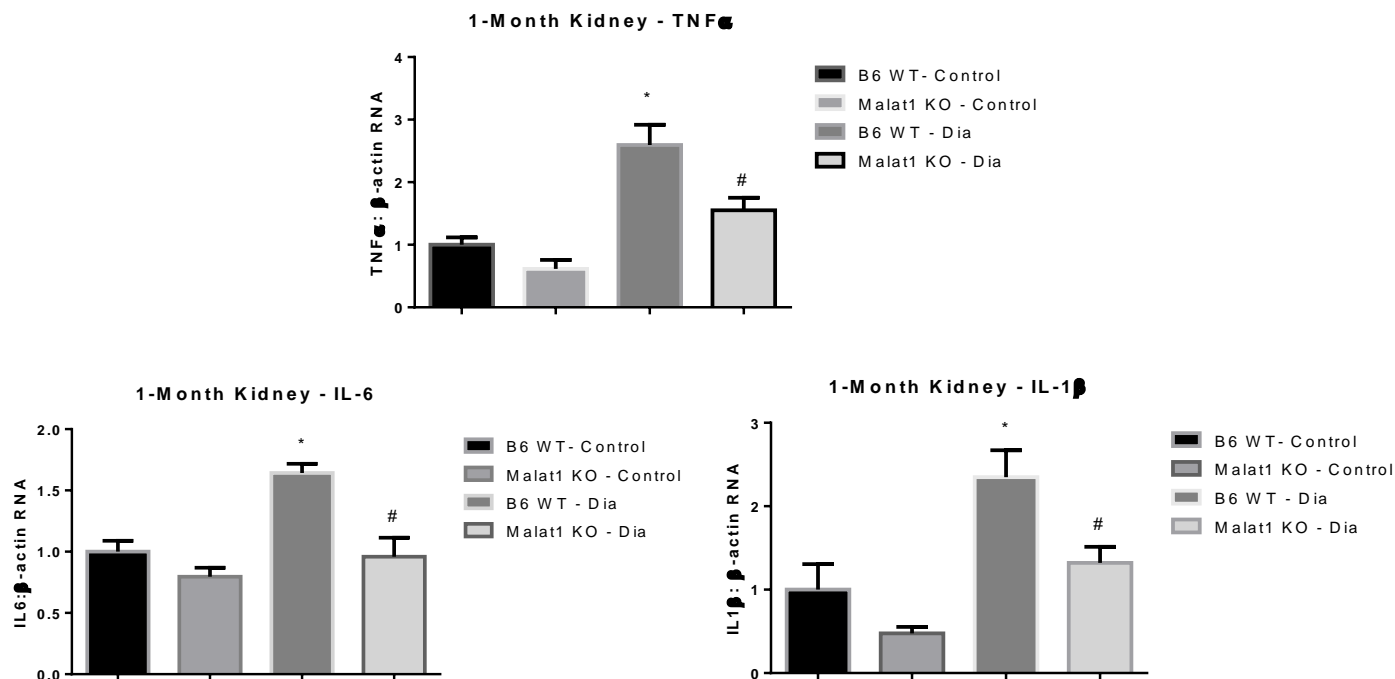 1-Month Kidney - TNFα
TNFα: β-actin RNA
4
3
2
1
0
*
#
B6 WT- Control
Malat1 KO - Control
B6 WT - Dia
Malat1 KO - Dia
1-Month Kidney - IL-6
IL6:β-actin RNA
2.0
1.5
1.0
0.5
0.0
*
#
B6 WT- Control
Malat1 KO - Control
B6 WT - Dia
Malat1 KO - Dia
1-Month Kidney - IL-1β
IL1β: β-actin RNA
3
2
1
0
*
#
B6 WT- Control
Malat1 KO - Control
B6 WT - Dia
Malat1 KO - Dia